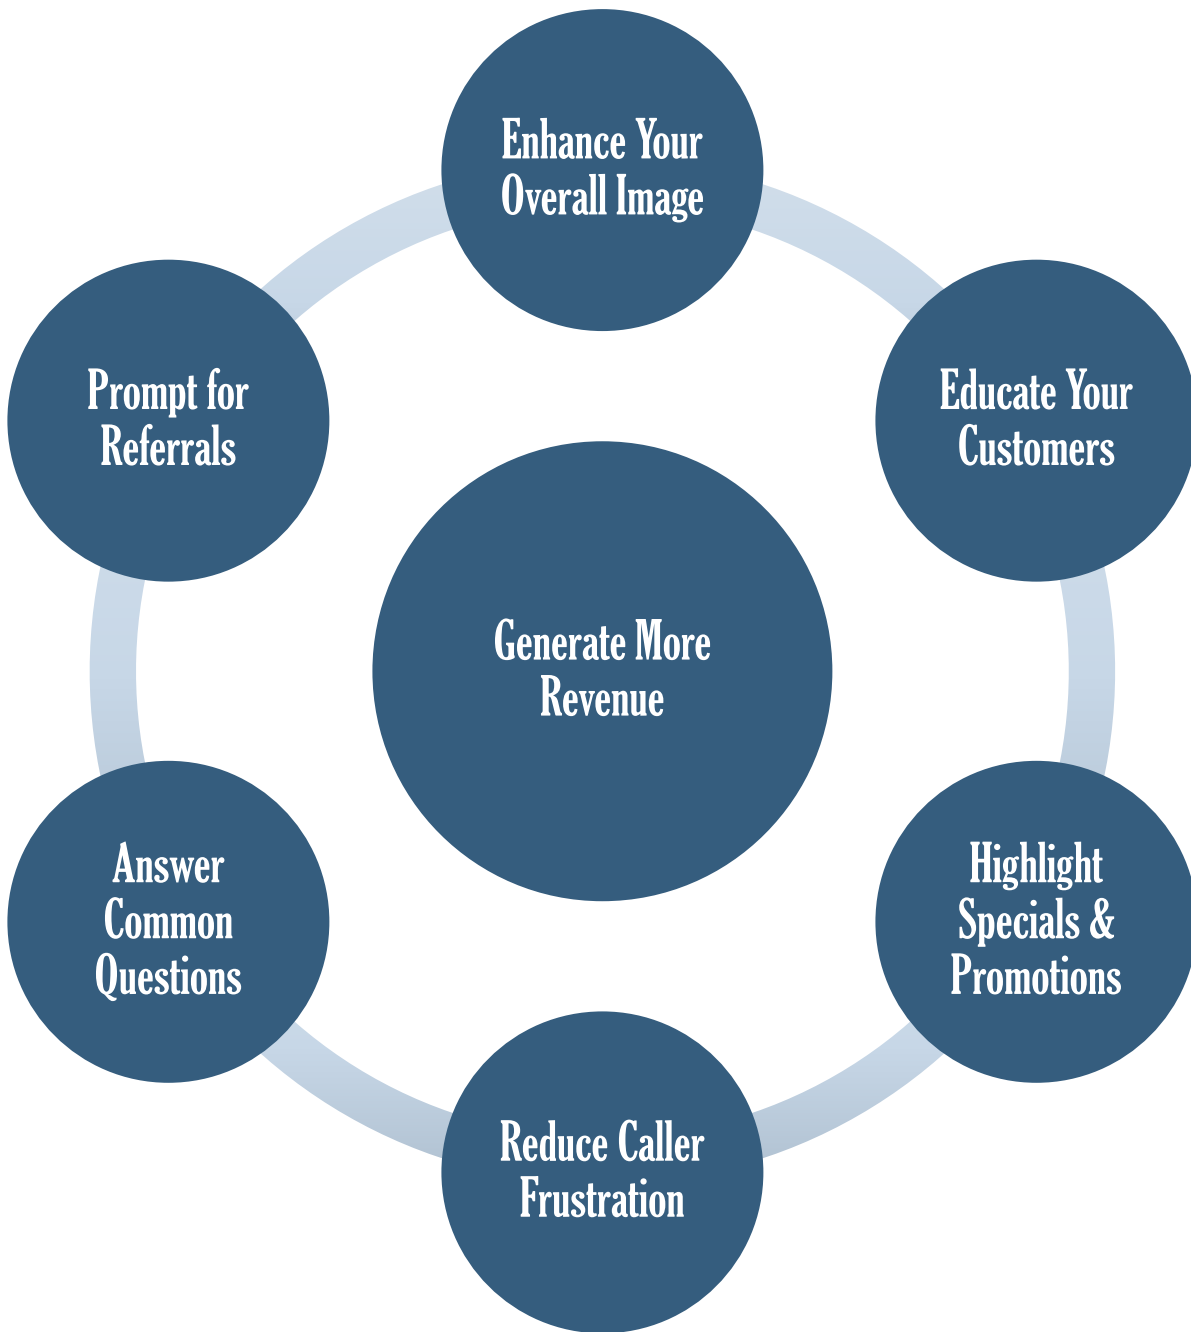 Enhance Your
Overall Image
Prompt for
Referrals
Educate Your
Customers
Generate More
Revenue
Answer
Common
Questions
Highlight
Specials &
Promotions
Reduce Caller
Frustration